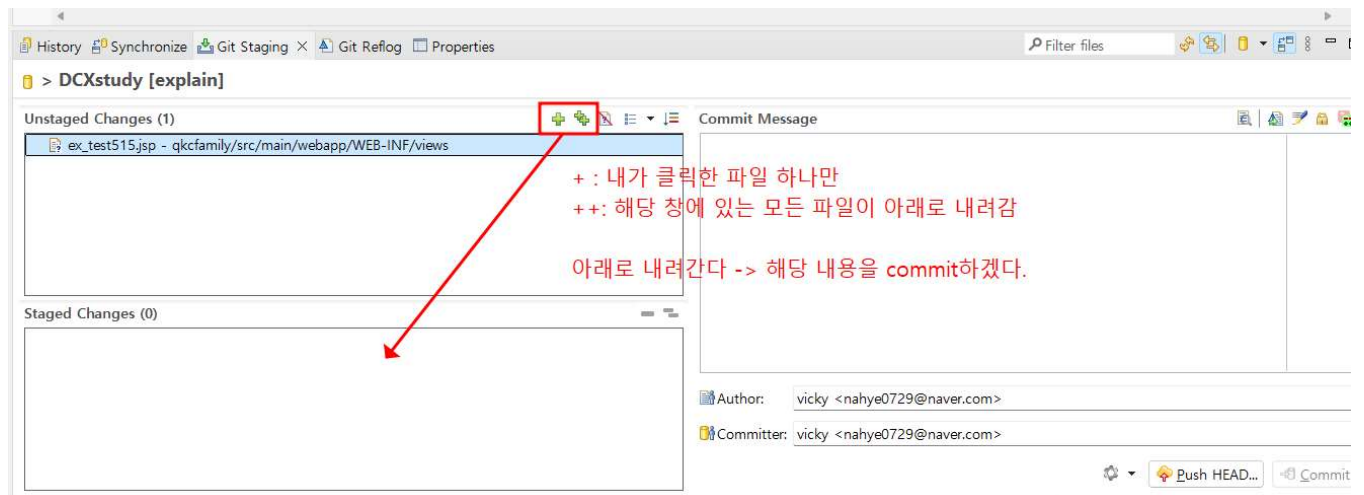 History Synchronize Git Staging Git Reflog Properties Filter files
> DCXstudy [explain]
Unstaged Changes (1) Commit Message
ex_test515.jsp - qkcfamily/src/main/webapp/WEB-INF/views
+ : 내가 클릭한 파일 하나만
++: 해당 창에 있는 모든 파일이 아래로 내려감
아래로 내려간다 -> 해당 내용을 commit하겠다.
Staged Changes (0)
Author: vicky <nahye0729@naver.com>
Committer: vicky <nahye0729@naver.com>
Push HEAD... Commit